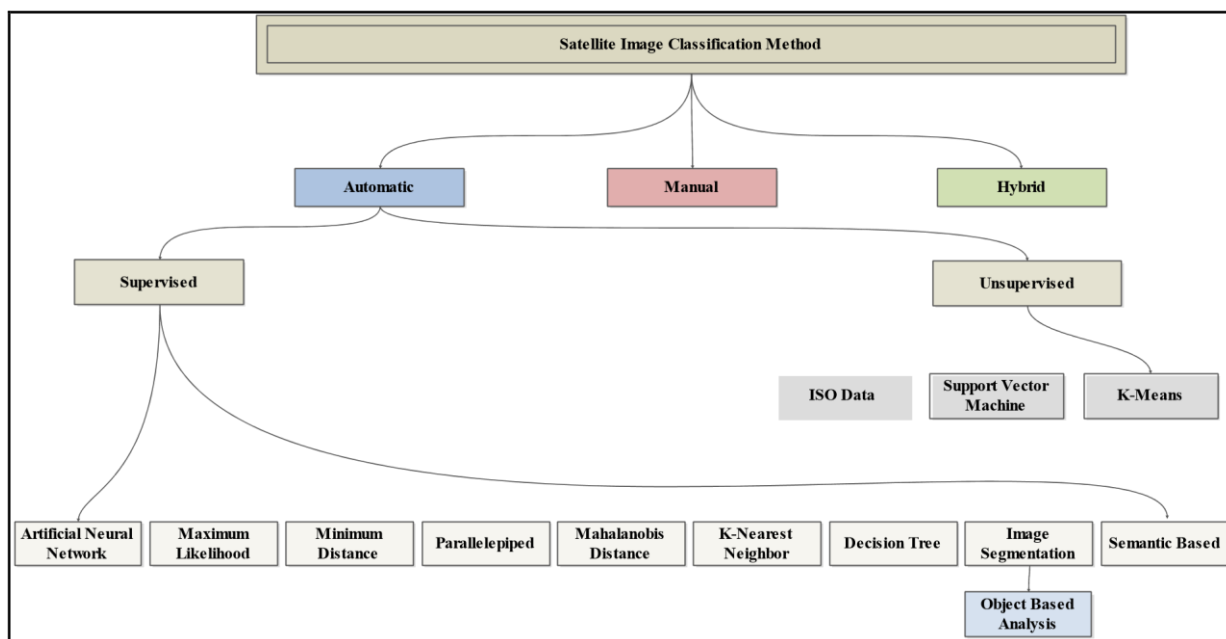 Satellite Image Classification Method
Automatic
Manual
Hybrid
Supervised
Unsupervised
ISO Data
Support Vector
Machine
K-Means
Artificial Neural
Network
Maximum
Likelihood
Minimum
Distance
Parallelepiped
Mahalanobis
Distance
K-Nearest
Neighbor
Decision Tree
Image
Segmentation
Semantic Based
Object Based
Analysis